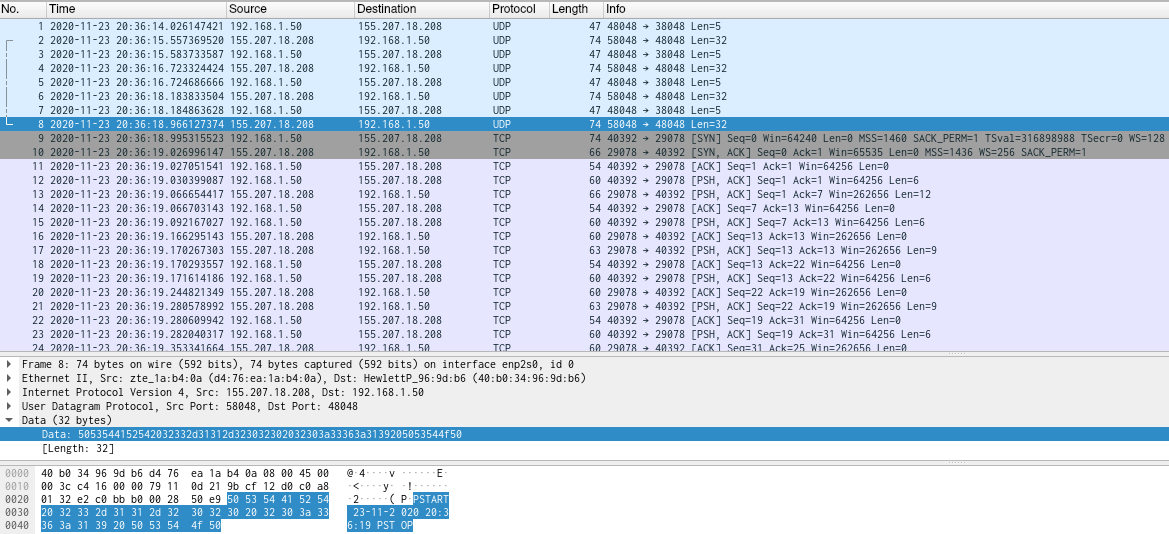 No. Time Source Destination Protocol Length Info
1 2020-11-23 20:36:14.026147421 192.168.1.50 155.207.18.208 UDP 47 48048 → 38048 Len=5
2 2020-11-23 20:36:15.557369520 155.207.18.208 192.168.1.50 UDP 74 58048 → 48048 Len=32
3 2020-11-23 20:36:15.583733587 192.168.1.50 155.207.18.208 UDP 47 48048 → 38048 Len=5
4 2020-11-23 20:36:16.723324424 155.207.18.208 192.168.1.50 UDP 74 58048 → 48048 Len=32
5 2020-11-23 20:36:16.724686666 192.168.1.50 155.207.18.208 UDP 47 48048 → 38048 Len=5
6 2020-11-23 20:36:18.183833504 155.207.18.208 192.168.1.50 UDP 74 58048 → 48048 Len=32
7 2020-11-23 20:36:18.184863628 192.168.1.50 155.207.18.208 UDP 47 48048 → 38048 Len=5
8 2020-11-23 20:36:18.966127374 155.207.18.208 192.168.1.50 UDP 74 58048 → 48048 Len=32
9 2020-11-23 20:36:18.995315523 192.168.1.50 155.207.18.208 TCP 74 40392 → 29078 [SYN] Seq=0 Win=64240 Len=0 MSS=1460 SACK_PERM=1 TSval=316898988 TSecr=0 WS=128
10 2020-11-23 20:36:19.026996147 155.207.18.208 192.168.1.50 TCP 66 29078 → 40392 [SYN, ACK] Seq=0 Ack=1 Win=65535 Len=0 MSS=1436 WS=256 SACK_PERM=1
11 2020-11-23 20:36:19.027051541 192.168.1.50 155.207.18.208 TCP 54 40392 → 29078 [ACK] Seq=1 Ack=1 Win=64256 Len=0
12 2020-11-23 20:36:19.030399087 192.168.1.50 155.207.18.208 TCP 60 40392 → 29078 [PSH, ACK] Seq=1 Ack=1 Win=64256 Len=6
13 2020-11-23 20:36:19.066654417 155.207.18.208 192.168.1.50 TCP 66 29078 → 40392 [PSH, ACK] Seq=1 Ack=7 Win=262656 Len=12
14 2020-11-23 20:36:19.066703143 192.168.1.50 155.207.18.208 TCP 54 40392 → 29078 [ACK] Seq=7 Ack=13 Win=64256 Len=0
15 2020-11-23 20:36:19.092167027 192.168.1.50 155.207.18.208 TCP 60 40392 → 29078 [PSH, ACK] Seq=7 Ack=13 Win=64256 Len=6
16 2020-11-23 20:36:19.166295143 155.207.18.208 192.168.1.50 TCP 60 29078 → 40392 [ACK] Seq=13 Ack=13 Win=262656 Len=0
17 2020-11-23 20:36:19.170267303 155.207.18.208 192.168.1.50 TCP 63 29078 → 40392 [PSH, ACK] Seq=13 Ack=13 Win=262656 Len=9
18 2020-11-23 20:36:19.170293557 192.168.1.50 155.207.18.208 TCP 54 40392 → 29078 [ACK] Seq=13 Ack=22 Win=64256 Len=0
19 2020-11-23 20:36:19.171614186 192.168.1.50 155.207.18.208 TCP 60 40392 → 29078 [PSH, ACK] Seq=13 Ack=22 Win=64256 Len=6
20 2020-11-23 20:36:19.244821349 155.207.18.208 192.168.1.50 TCP 60 29078 → 40392 [ACK] Seq=22 Ack=19 Win=262656 Len=0
21 2020-11-23 20:36:19.280578992 155.207.18.208 192.168.1.50 TCP 63 29078 → 40392 [PSH, ACK] Seq=22 Ack=19 Win=262656 Len=9
22 2020-11-23 20:36:19.280609942 192.168.1.50 155.207.18.208 TCP 54 40392 → 29078 [ACK] Seq=19 Ack=31 Win=64256 Len=0
23 2020-11-23 20:36:19.282040317 192.168.1.50 155.207.18.208 TCP 60 40392 → 29078 [PSH, ACK] Seq=19 Ack=31 Win=64256 Len=6
24 2020-11-23 20:36:19.353341664 155.207.18.208 192.168.1.50 TCP 60 29078 → 40392 [ACK] Seq=31 Ack=25 Win=262656 Len=0
Frame 8: 74 bytes on wire (592 bits), 74 bytes captured (592 bits) on interface enp2s0, id 0
Ethernet II, Src: zte_1a:b4:0a (d4:76:ea:1a:b4:0a), Dst: HewlettP_96:9d:b6 (40:b0:34:96:9d:b6)
Internet Protocol Version 4, Src: 155.207.18.208, Dst: 192.168.1.50
User Datagram Protocol, Src Port: 58048, Dst Port: 48048
Data (32 bytes)
Data: 5053544152542032332d31312d323032302032303a33363a3139205053544f50
[Length: 32]
0000 40 b0 34 96 9d b6 d4 76 ea 1a b4 0a 08 00 45 00 @·4····v ······E·
0010 00 3c c4 16 00 00 79 11 0d 21 9b cf 12 d0 c0 a8 ·<····y· ·!······
0020 01 32 e2 c0 bb b0 00 28 50 e9 50 53 54 41 52 54 ·2·····( P·PSTART
0030 20 32 33 2d 31 31 2d 32 30 32 30 20 32 30 3a 33 23-11-2 020 20:3
0040 36 3a 31 39 20 50 53 54 4f 50 6:19 PST OP